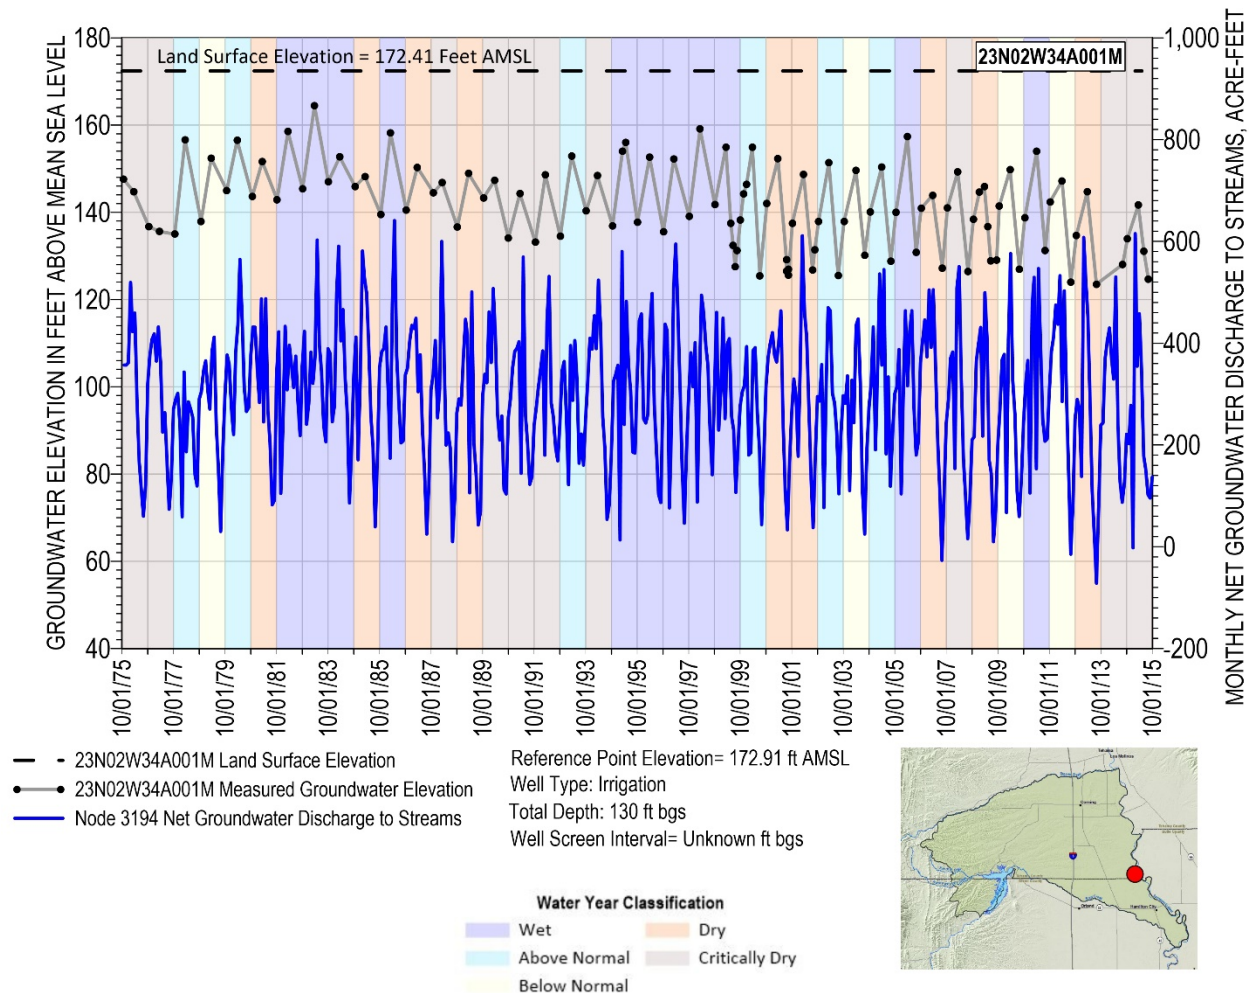 GROUNDWATER ELEVATION IN FEET ABOVE MEAN SEA LEVEL
180
160
140
120
100
80
60
40
Land Surface Elevation = 172.41 Feet AMSL
23N02W34A001M
1,000
800
600
400
200
0
-200
MONTHLY NET GROUNDWATER DISCHARGE TO STREAMS, ACRE-FEET
10/01/75
10/01/77
10/01/79
10/01/81
10/01/83
10/01/85
10/01/87
10/01/89
10/01/91
10/01/93
10/01/95
10/01/97
10/01/99
10/01/01
10/01/03
10/01/05
10/01/07
10/01/09
10/01/11
10/01/13
10/01/15
23N02W34A001M Land Surface Elevation
23N02W34A001M Measured Groundwater Elevation
Node 3194 Net Groundwater Discharge to Streams
Reference Point Elevation= 172.91 ft AMSL
Well Type: Irrigation
Total Depth: 130 ft bgs
Well Screen Interval= Unknown ft bgs
Water Year Classification
Wet
Dry
Above Normal
Critically Dry
Below Normal
Corning
Orland
Hamilton City